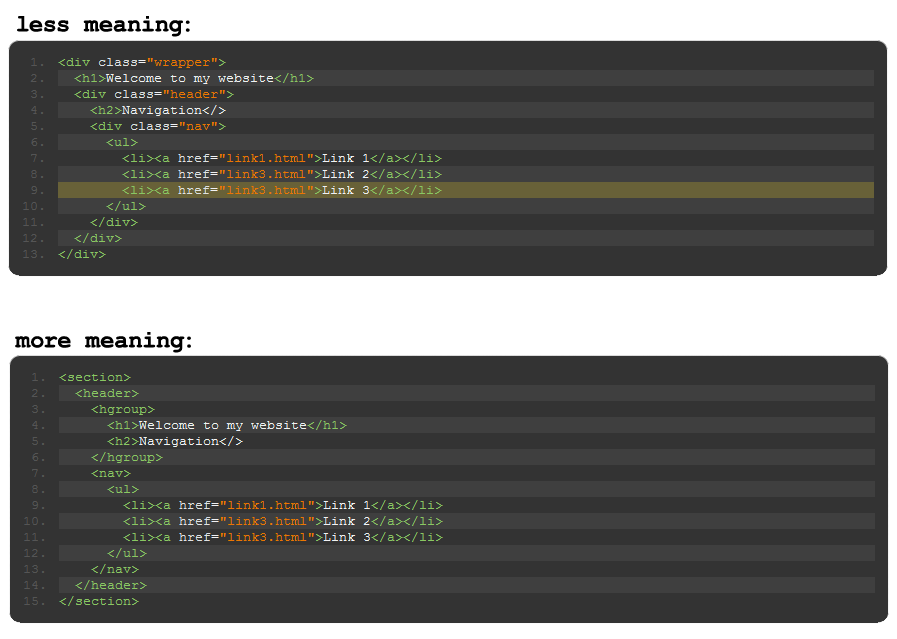 less meaning:
1. <div class="wrapper">
2. <h1>Welcome to my website</h1>
3. <div class="header">
4. <h2>Navigation</>
5. <div class="nav">
6. <ul>
7. <li><a href="link1.html">Link 1</a></li>
8. <li><a href="link3.html">Link 2</a></li>
9. <li><a href="link3.html">Link 3</a></li>
10. </ul>
11. </div>
12. </div>
13. </div>
more meaning:
1. <section>
2. <header>
3. <hgroup>
4. <h1>Welcome to my website</h1>
5. <h2>Navigation</>
6. </hgroup>
7. <nav>
8. <ul>
9. <li><a href="link1.html">Link 1</a></li>
10. <li><a href="link3.html">Link 2</a></li>
11. <li><a href="link3.html">Link 3</a></li>
12. </ul>
13. </nav>
14. </header>
15. </section>